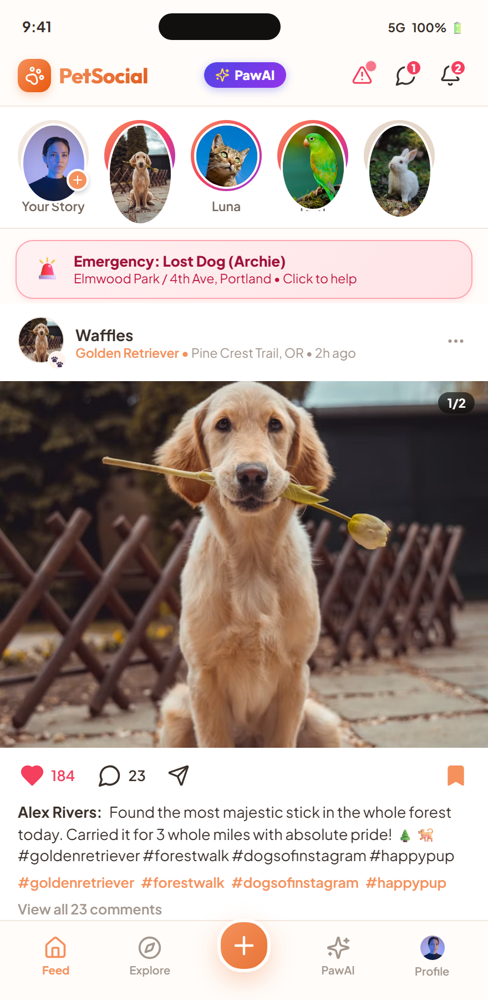 9:41
5G 100%
PetSocial
PawAI
1
2
Your Story
Luna
Emergency: Lost Dog (Archie)
Elmwood Park / 4th Ave, Portland • Click to help
Waffles
Golden Retriever • Pine Crest Trail, OR • 2h ago
1/2
184
23
Alex Rivers: Found the most majestic stick in the whole forest
today. Carried it for 3 whole miles with absolute pride! 🌲 🐕
#goldenretriever #forestwalk #dogsofinstagram #happypup
#goldenretriever #forestwalk #dogsofinstagram #happypup
View all 23 comments
Feed
Explore
PawAI
Profile